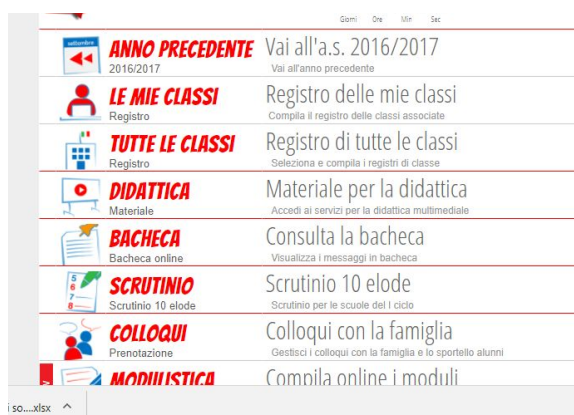 Giorni Ore Min Sec
settembre
ANNO PRECEDENTE Vai all'a.s. 2016/2017
2016/2017 Vai all'anno precedente
LE MIE CLASSI Registro delle mie classi
Registro Compila il registro delle classi associate
TUTTE LE CLASSI Registro di tutte le classi
Registro Seleziona e compila i registri di classe
DIDATTICA Materiale per la didattica
Materiale Accedi ai servizi per la didattica multimediale
BACHECA Consulta la bacheca
Bacheca online Visualizza i messaggi in bacheca
5
6
7
8
SCRUTINIO Scrutinio 10 elode
Scrutinio 10 elode Scrutinio per le scuole del I ciclo
COLLOQUI Colloqui con la famiglia
Prenotazione Gestisci i colloqui con la famiglia e lo sportello alunni
MODULISTICA Compila online i moduli
i so....xlsx